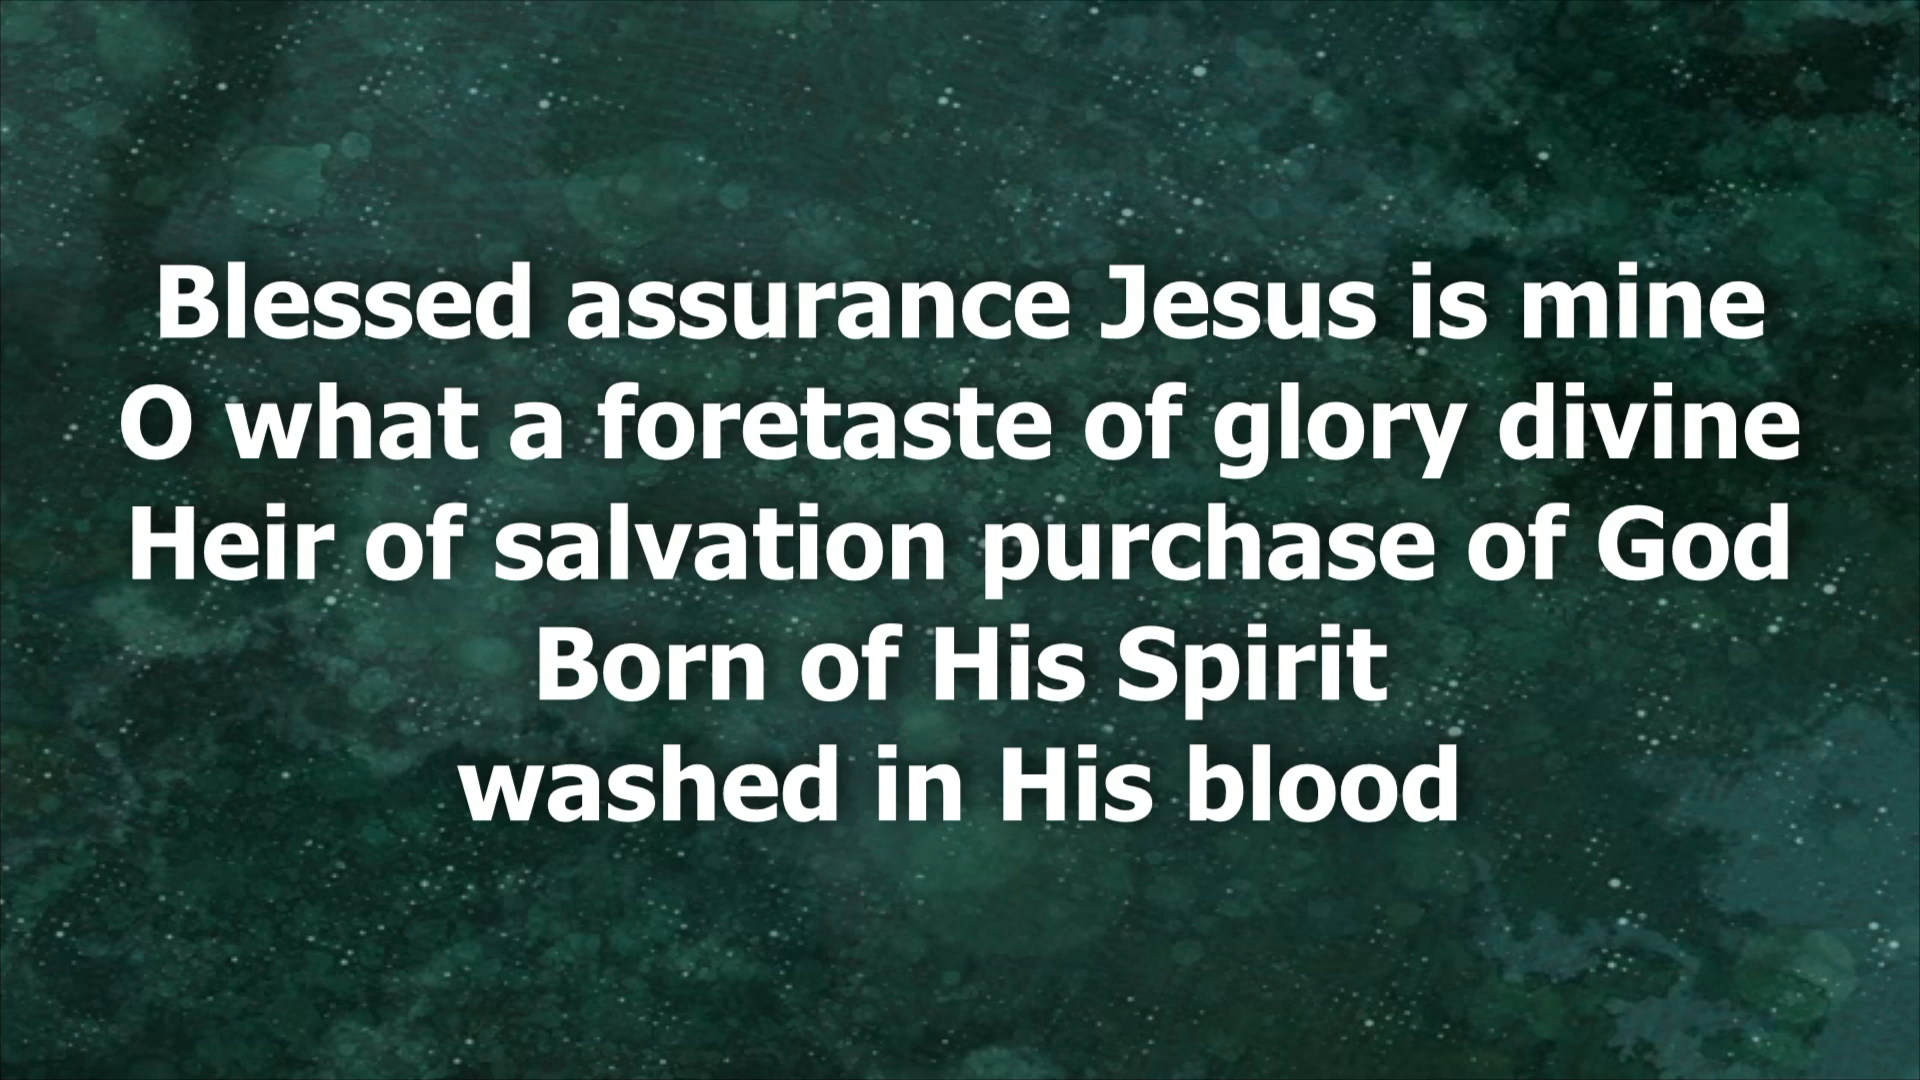 Blessed assurance Jesus is mine
O what a foretaste of glory divine
Heir of salvation purchase of God
Born of His Spirit
washed in His blood